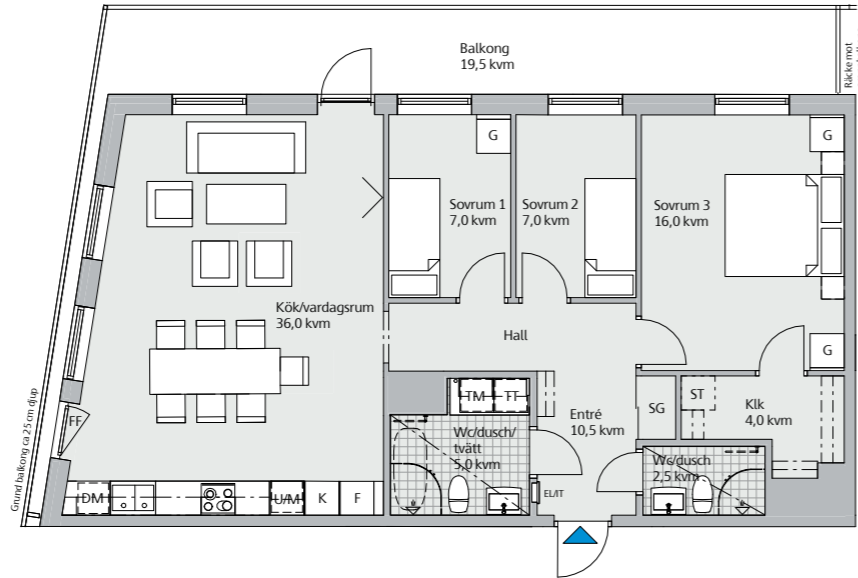 Balkong
19,5 kvm
Räcke mot
G
G
Sovrum 1
7,0 kvm
Sovrum 2
7,0 kvm
Sovrum 3
16,0 kvm
Kök/vardagsrum
36,0 kvm
Hall
G
TM
TT
SG
ST
Klk
4,0 kvm
Entré
10,5 kvm
FF
Wc/dusch/
tvätt
5,0 kvm
Wc/dusch
2,5 kvm
Grund balkong ca 25 cm djup
DM
U/M
K
F
EL/IT